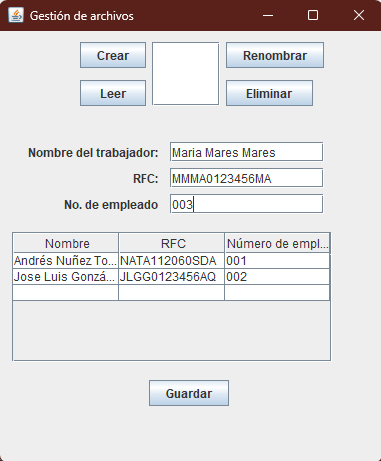 Gestión de archivos
Crear
Renombrar
Leer
Eliminar
Nombre del trabajador: Maria Mares Mares
RFC: MMMA0123456MA
No. de empleado 003
Nombre RFC Número de empl...
Andrés Nuñez To... NATA112060SDA 001
Jose Luis Gonzá... JLGG0123456AQ 002
Guardar